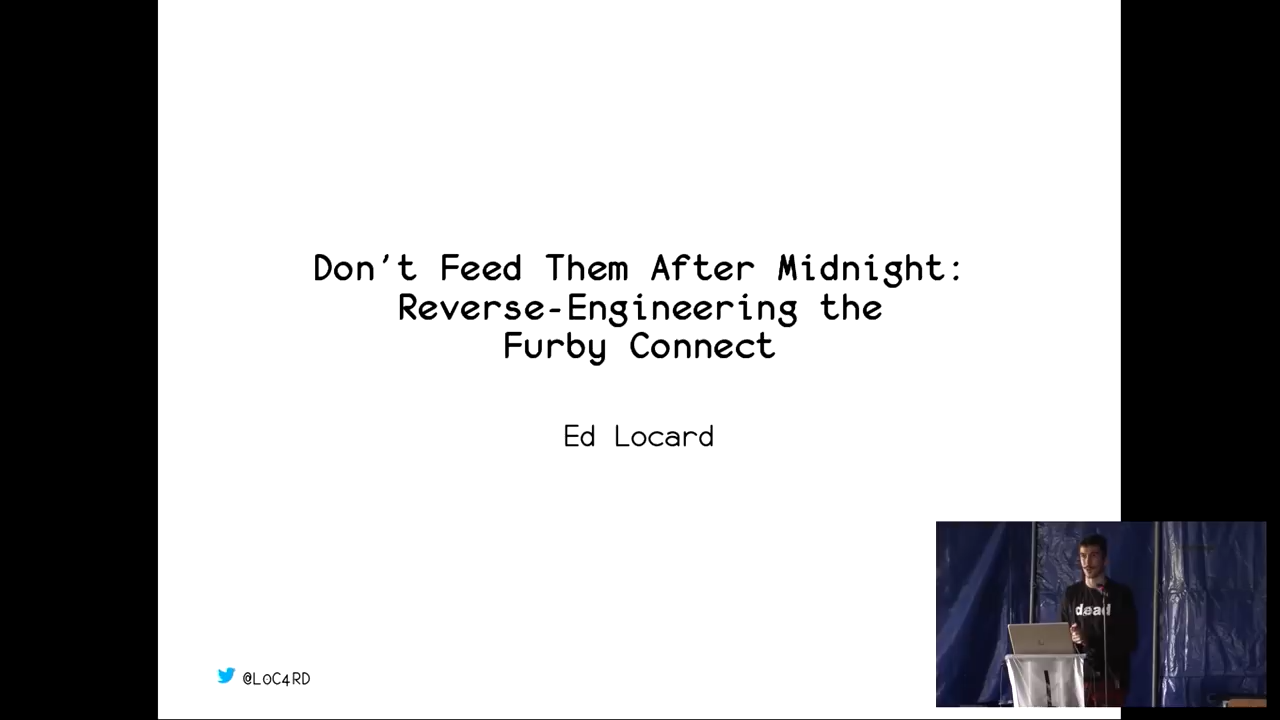 Don't Feed Them After Midnight:
Reverse-Engineering the
Furby Connect
Ed Locard
@L0C4RD
dead